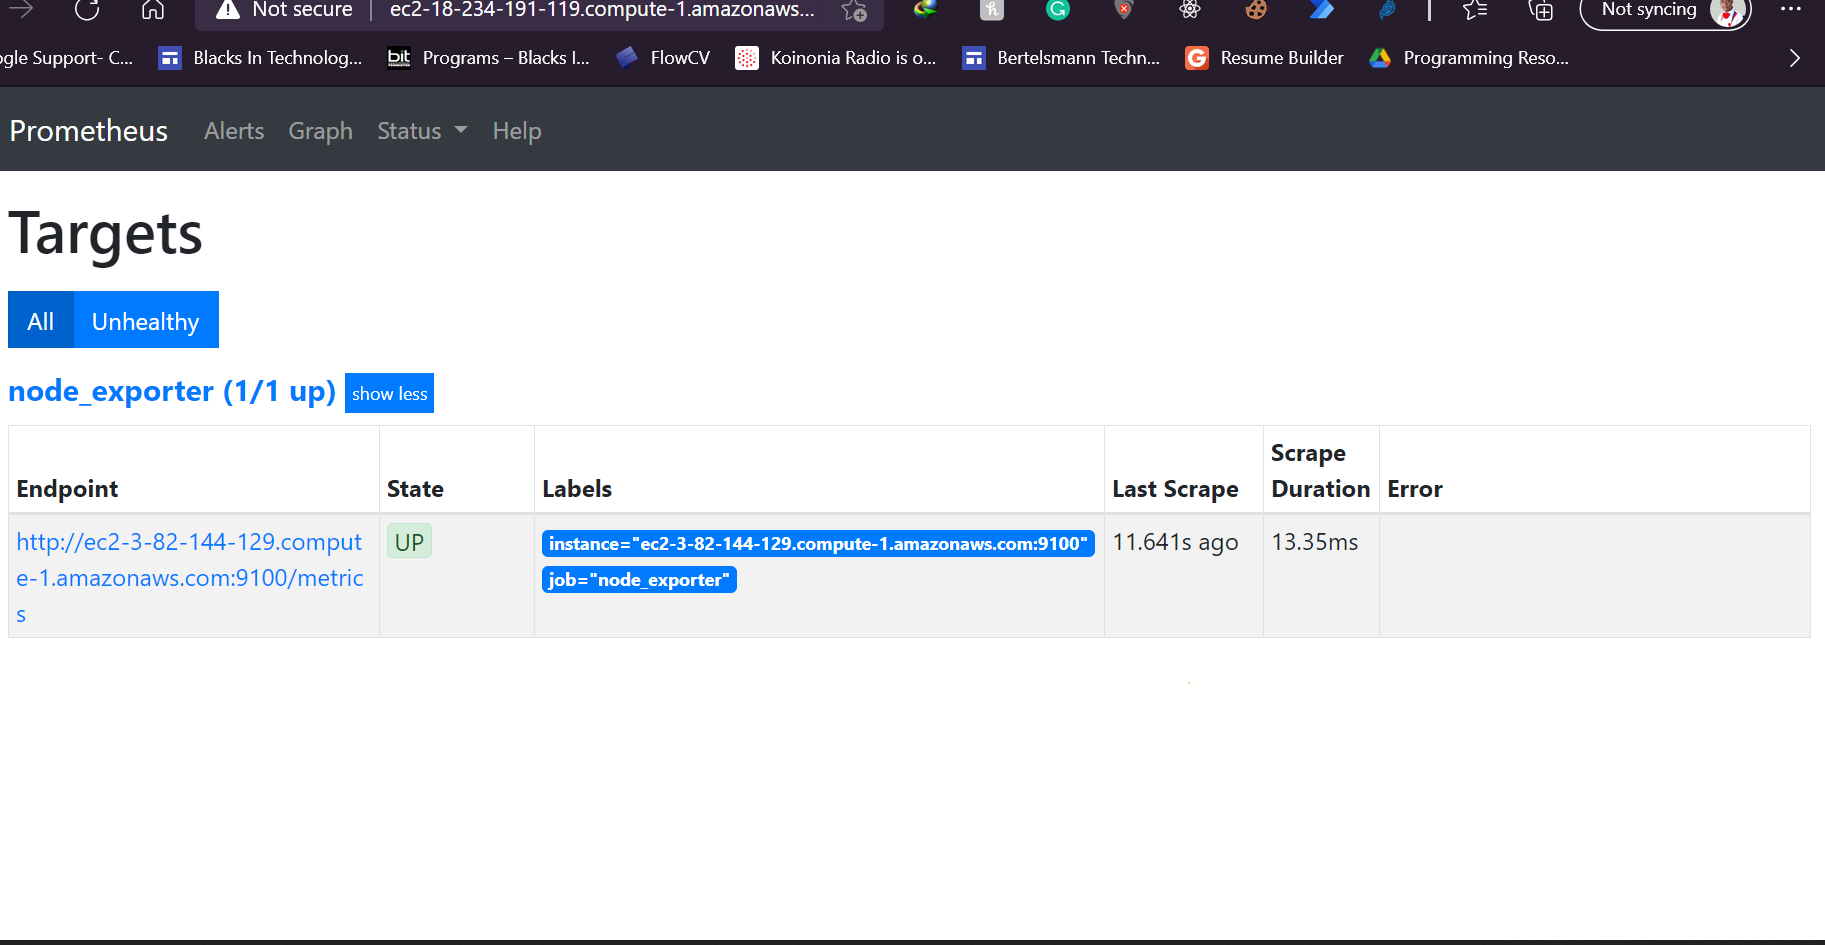 Not secure ec2-18-234-191-119.compute-1.amazonaws... Not syncing
ogle Support- C... Blacks In Technolog... bit Programs – Blacks I... FlowCV Koinonia Radio is o... Bertelsmann Techn... G Resume Builder Programming Reso...
Prometheus Alerts Graph Status Help
Targets
All Unhealthy
node_exporter (1/1 up) show less
Endpoint State Labels Last Scrape Scrape Duration Error
http://ec2-3-82-144-129.comput
e-1.amazonaws.com:9100/metric
s
UP
instance="ec2-3-82-144-129.compute-1.amazonaws.com:9100"
job="node_exporter"
11.641s ago
13.35ms